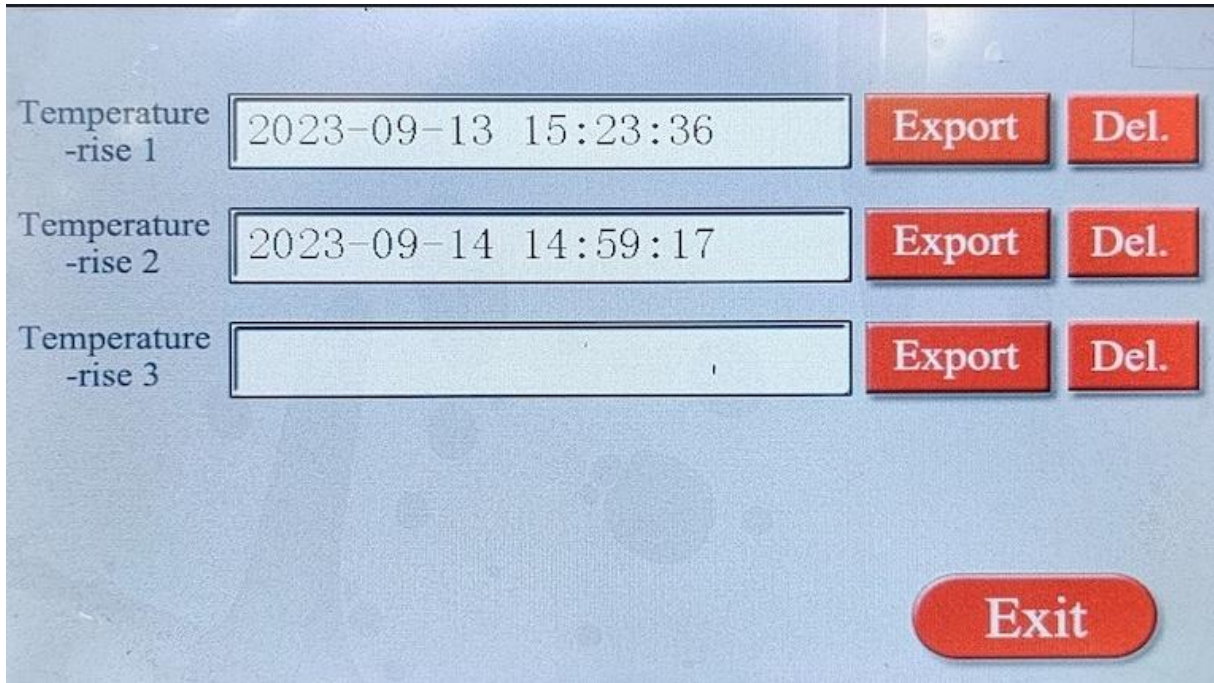 Temperature
-rise 1
2023-09-13 15:23:36
Export
Del.
Temperature
-rise 2
2023-09-14 14:59:17
Export
Del.
Temperature
-rise 3
Export
Del.
Exit